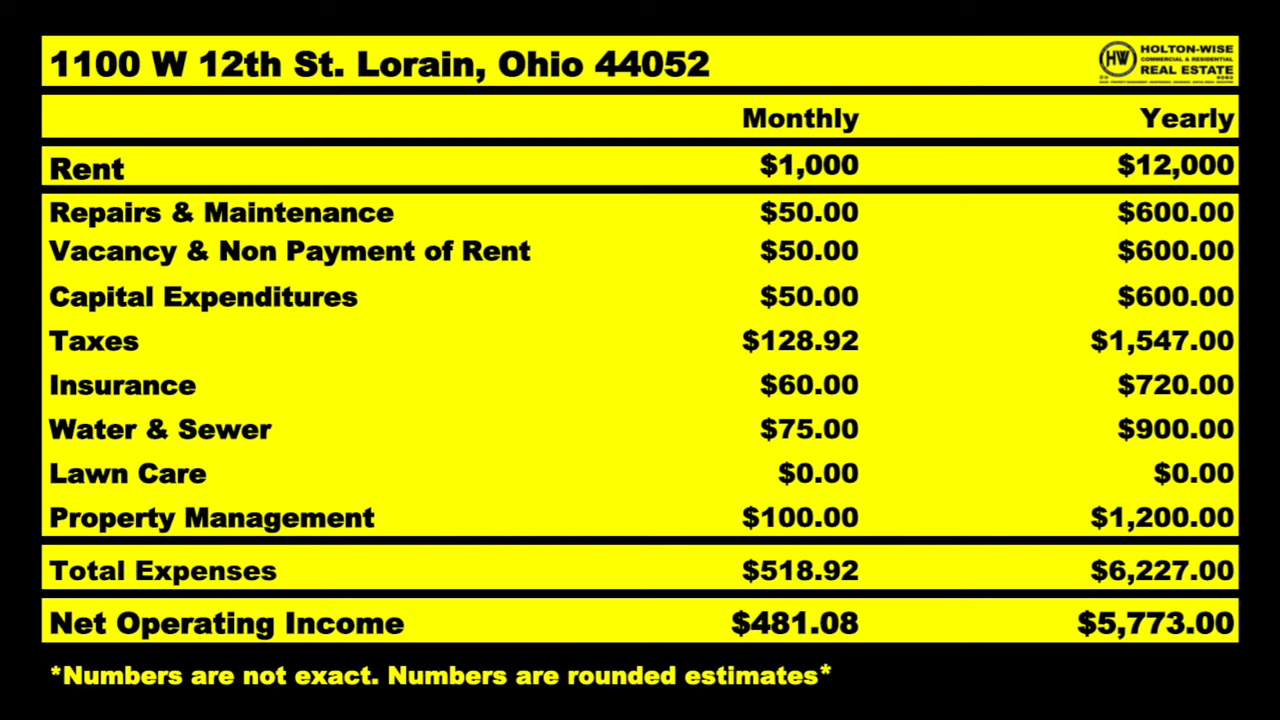 1100 W 12th St. Lorain, Ohio 44052
HW
HOLTON-WISE
COMMERCIAL & RESIDENTIAL
REAL ESTATE
Monthly Yearly
Rent $1,000 $12,000
Repairs & Maintenance $50.00 $600.00
Vacancy & Non Payment of Rent $50.00 $600.00
Capital Expenditures $50.00 $600.00
Taxes $128.92 $1,547.00
Insurance $60.00 $720.00
Water & Sewer $75.00 $900.00
Lawn Care $0.00 $0.00
Property Management $100.00 $1,200.00
Total Expenses $518.92 $6,227.00
Net Operating Income $481.08 $5,773.00
*Numbers are not exact. Numbers are rounded estimates*